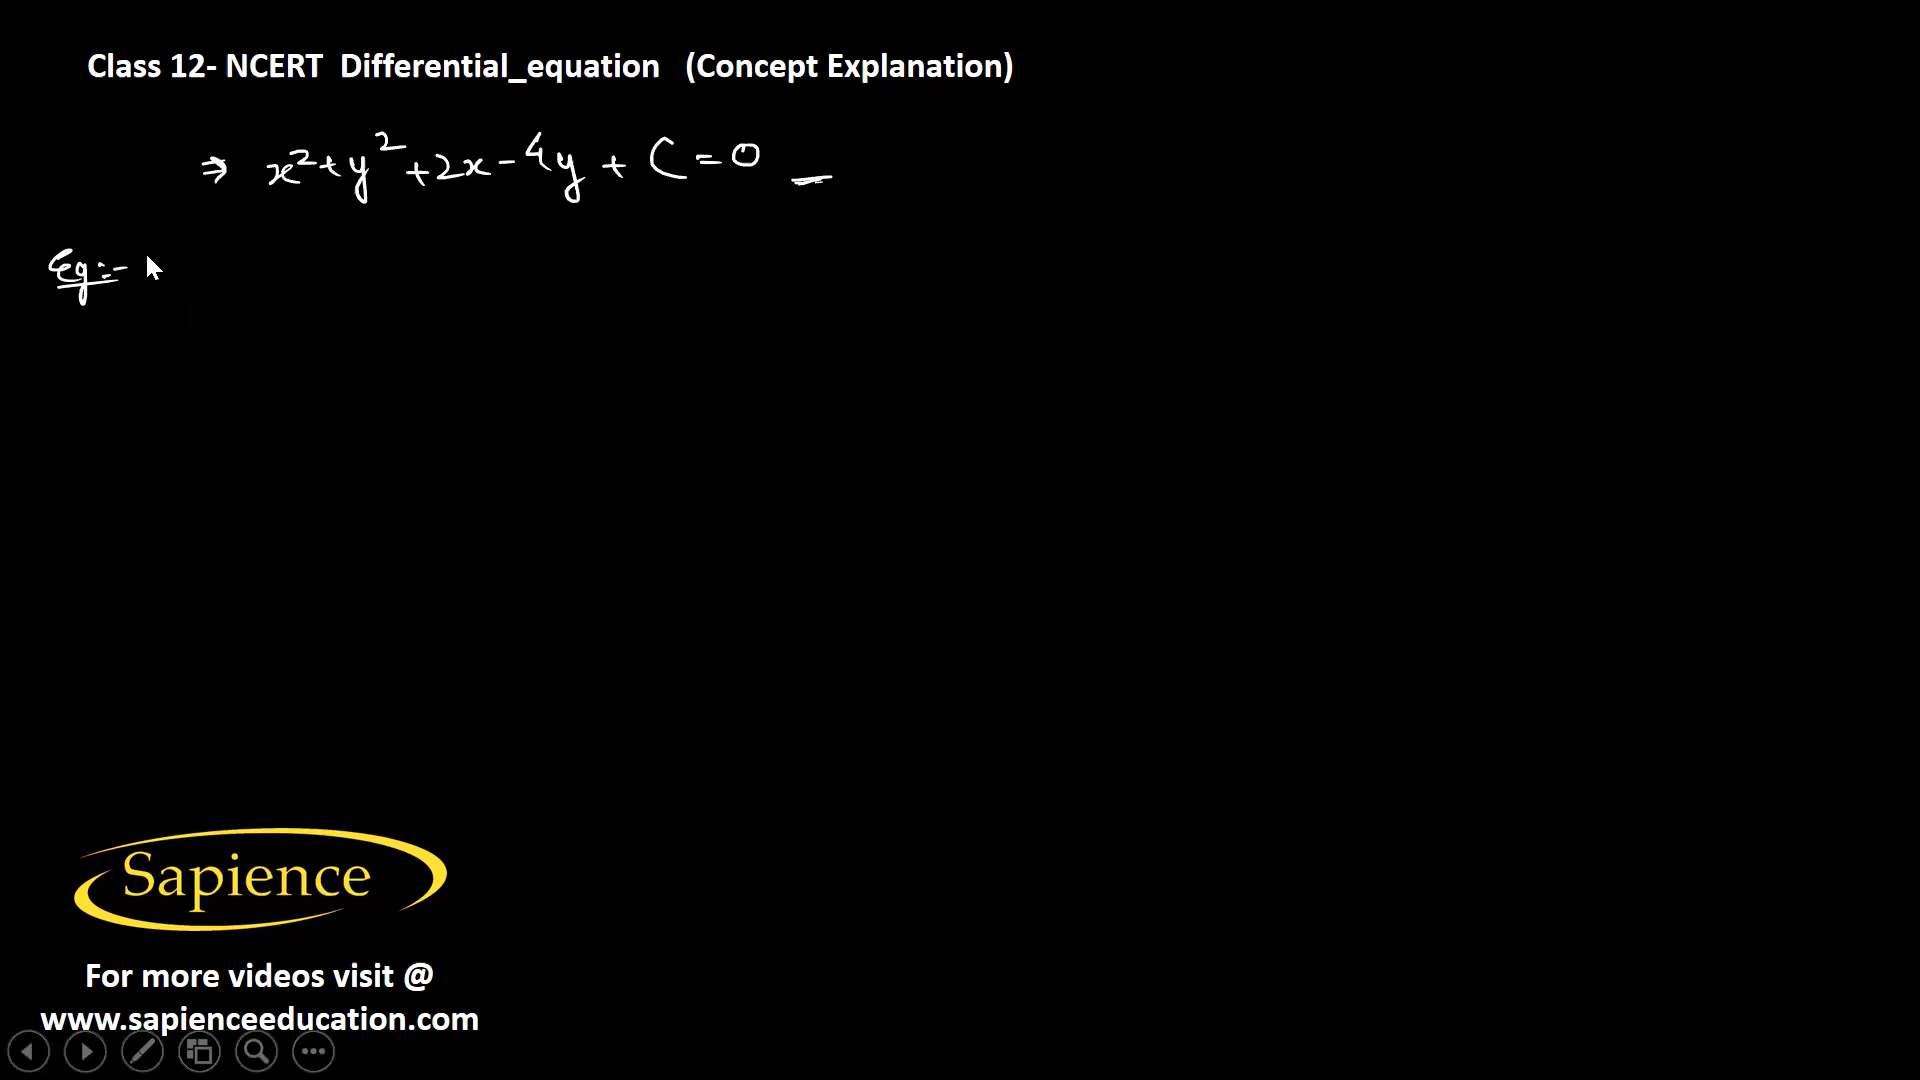 Class 12- NCERT Differential_equation (Concept Explanation)
⇒ x² + y² + 2x - 4y + C = 0
Eg:-
Sapience
For more videos visit @
www.sapienceeducation.com